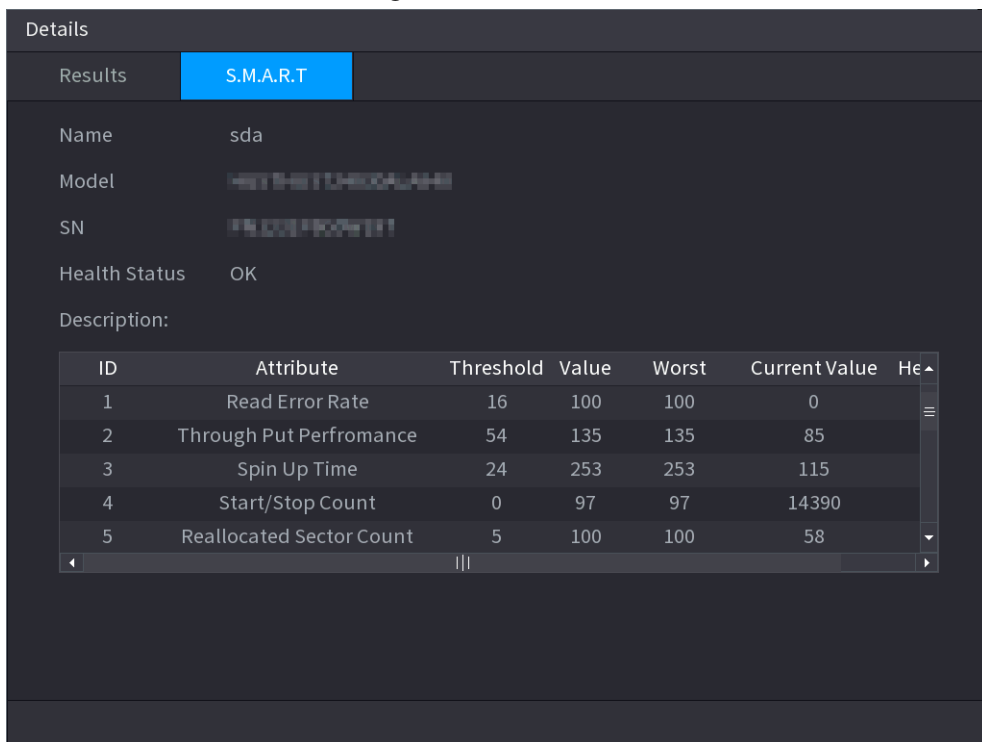 Details
Results S.M.A.R.T
Name sda
Model
SN
Health Status OK
Description:
ID Attribute Threshold Value Worst Current Value He
1 Read Error Rate 16 100 100 0
2 Through Put Perfromance 54 135 135 85
3 Spin Up Time 24 253 253 115
4 Start/Stop Count 0 97 97 14390
5 Reallocated Sector Count 5 100 100 58